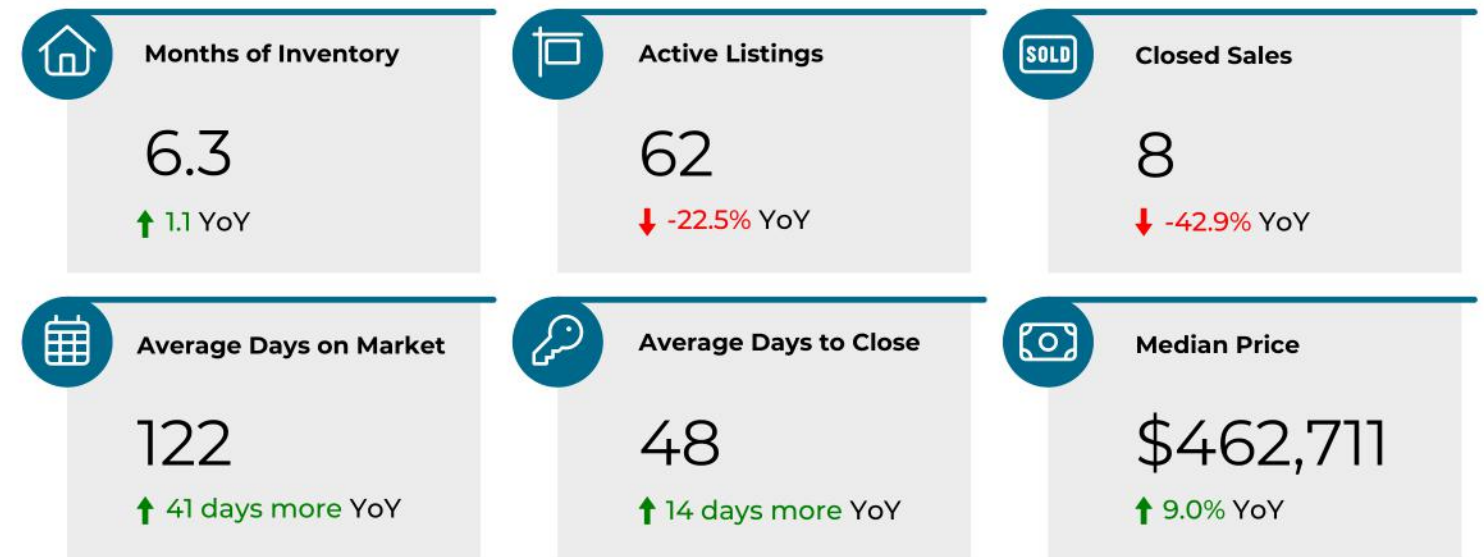 Months of Inventory
6.3
↑ 1.1 YoY
Active Listings
62
↓ -22.5% YoY
SOLD
Closed Sales
8
↓ -42.9% YoY
Average Days on Market
122
↑ 41 days more YoY
Average Days to Close
48
↑ 14 days more YoY
Median Price
$462,711
↑ 9.0% YoY